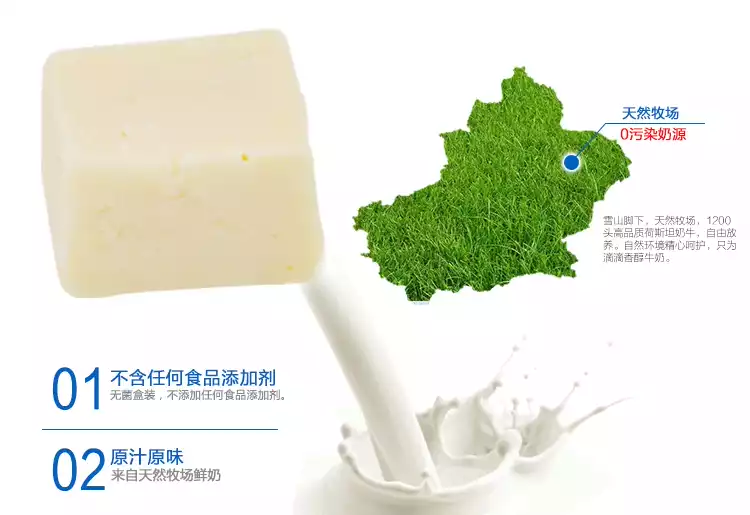 天然牧场
0污染奶源
雪山脚下，天然牧场，1200
头高品质荷斯坦奶牛，自由放
养。自然环境精心呵护，只为
滴滴香醇牛奶。
01
不含任何食品添加剂
无菌盒装，不添加任何食品添加剂。
02
原汁原味
来自天然牧场鲜奶